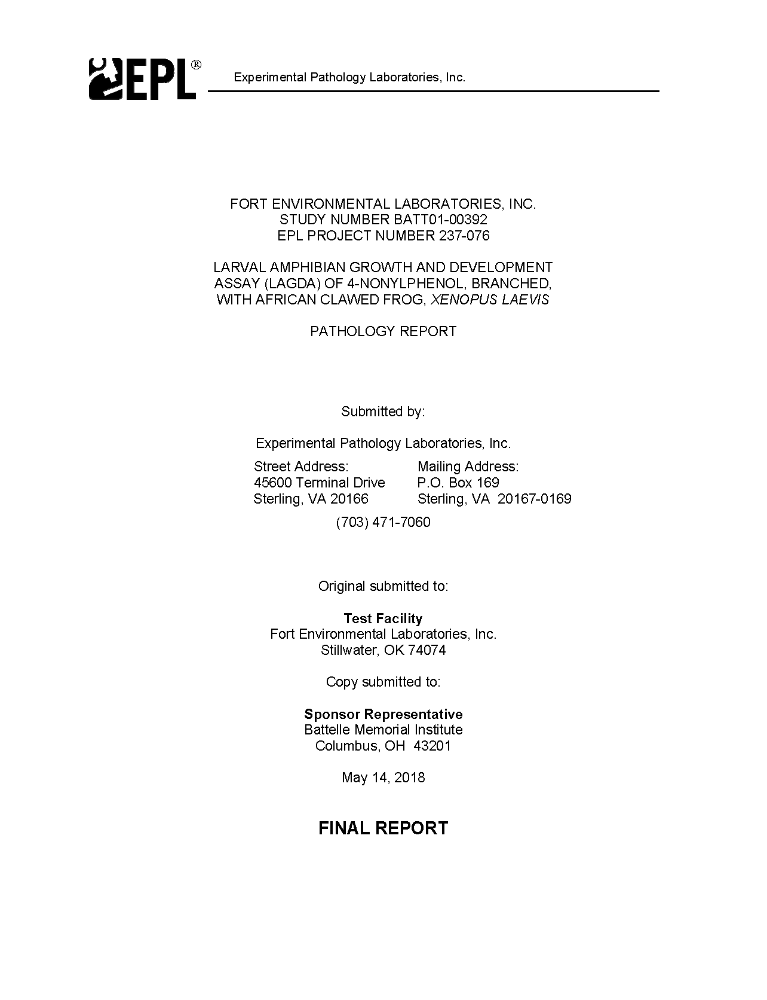 EPL®
Experimental Pathology Laboratories, Inc.
FORT ENVIRONMENTAL LABORATORIES, INC.
STUDY NUMBER BATT01-00392
EPL PROJECT NUMBER 237-076
LARVAL AMPHIBIAN GROWTH AND DEVELOPMENT
ASSAY (LAGDA) OF 4-NONYLPHENOL, BRANCHED,
WITH AFRICAN CLAWED FROG, XENOPUS LAEVIS
PATHOLOGY REPORT
Submitted by:
Experimental Pathology Laboratories, Inc.
Street Address: Mailing Address:
45600 Terminal Drive P.O. Box 169
Sterling, VA 20166 Sterling, VA 20167-0169
(703) 471-7060
Original submitted to:
Test Facility
Fort Environmental Laboratories, Inc.
Stillwater, OK 74074
Copy submitted to:
Sponsor Representative
Battelle Memorial Institute
Columbus, OH 43201
May 14, 2018
FINAL REPORT